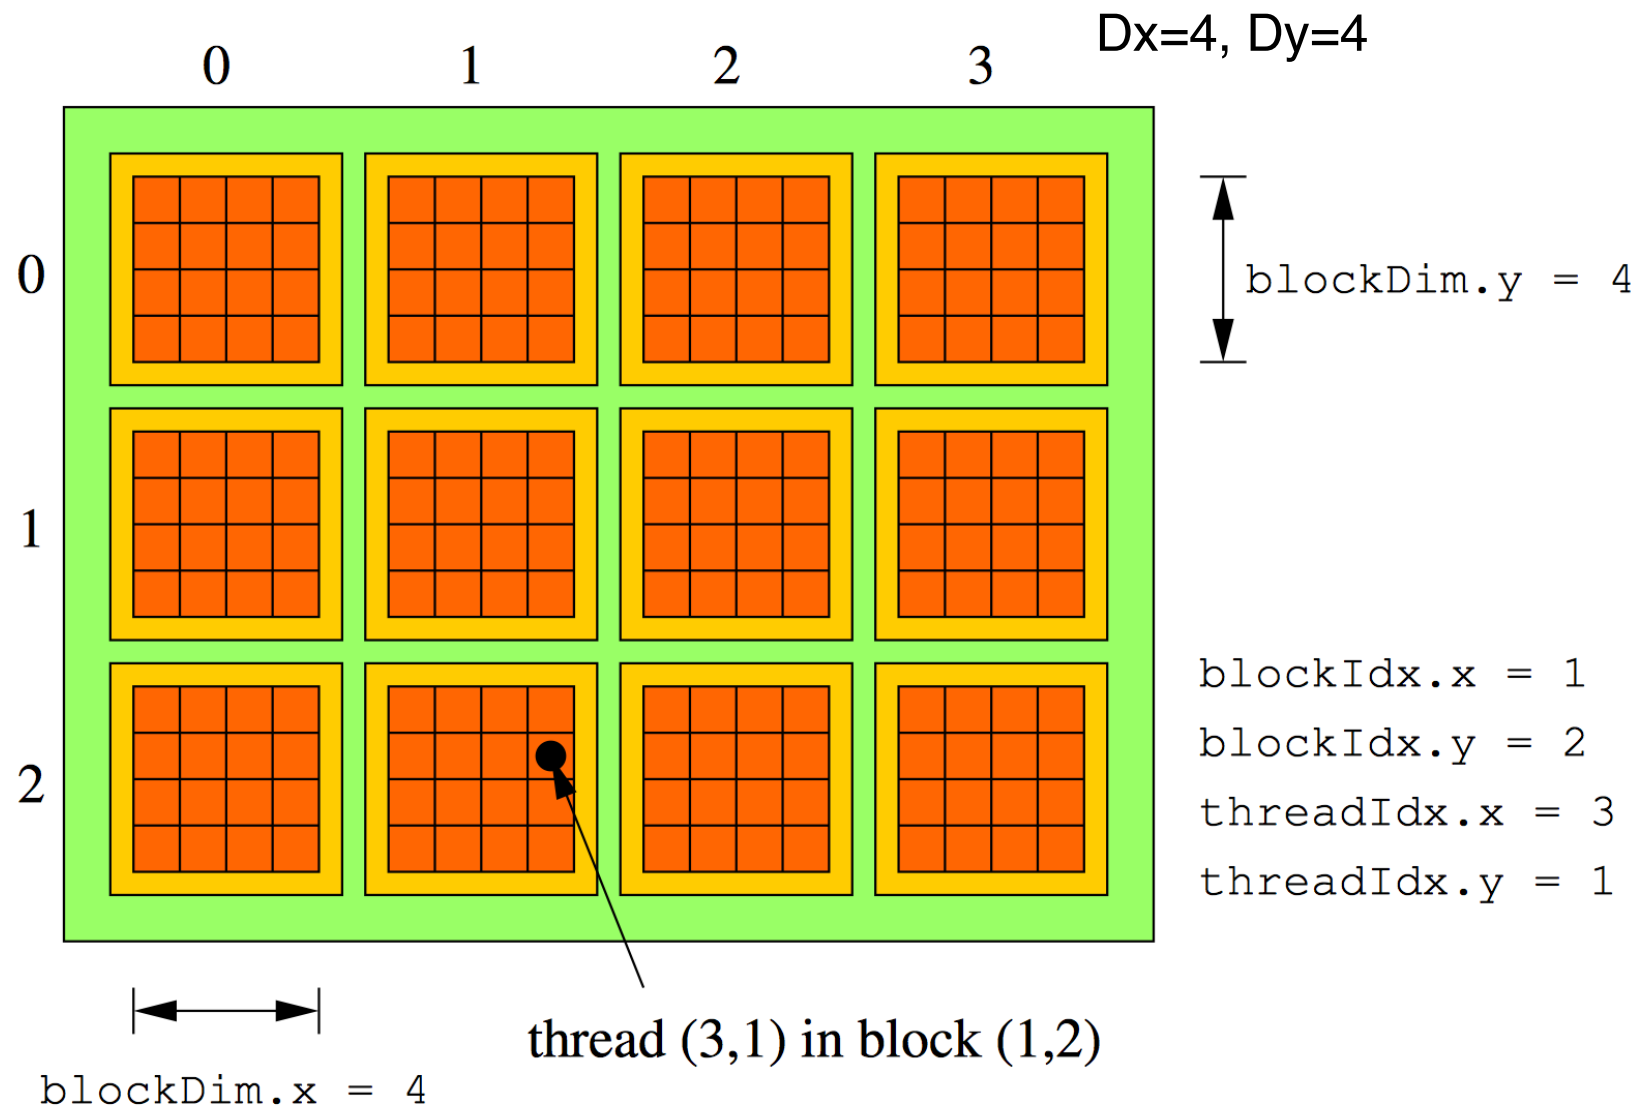 Dx=4, Dy=4
0 1 2 3
0
blockDim.y = 4
1
blockIdx.x = 1
blockIdx.y = 2
2
threadIdx.x = 3
threadIdx.y = 1
thread (3,1) in block (1,2)
blockDim.x = 4